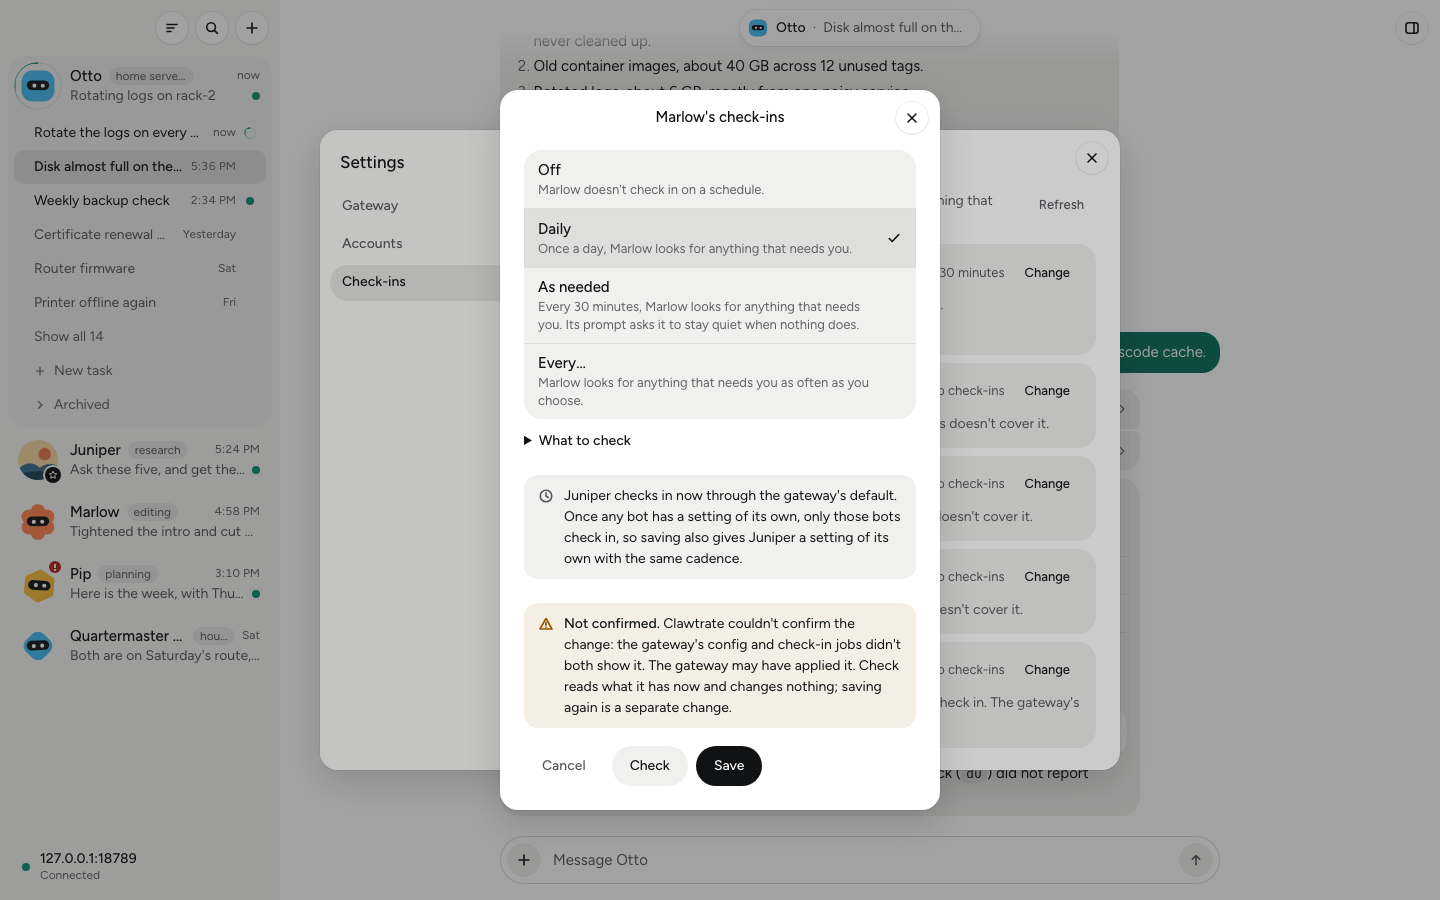 Otto
home serve...
now
Rotating logs on rack-2
Rotate the logs on every ...
now
Disk almost full on the...
5:36 PM
Weekly backup check
2:34 PM
Certificate renewal ...
Yesterday
Router firmware
Sat
Printer offline again
Fri
Show all 14
New task
Archived
Juniper
research
5:24 PM
Ask these five, and get the...
Marlow
editing
4:58 PM
Tightened the intro and cut ...
Pip
planning
3:10 PM
Here is the week, with Thu...
Quartermaster ...
hou...
Sat
Both are on Saturday's route,...
127.0.0.1:18789
Connected
Otto · Disk almost full on th...
never cleaned up.
2. Old container images, about 40 GB across 12 unused tags.
Settings
Gateway
Accounts
Check-ins
Marlow's check-ins
Off
Marlow doesn't check in on a schedule.
Daily
Once a day, Marlow looks for anything that needs you.
As needed
Every 30 minutes, Marlow looks for anything that needs
you. Its prompt asks it to stay quiet when nothing does.
Every...
Marlow looks for anything that needs you as often as you
choose.
What to check
Juniper checks in now through the gateway's default.
Once any bot has a setting of its own, only those bots
check in, so saving also gives Juniper a setting of its
own with the same cadence.
Not confirmed. Clawtrate couldn't confirm the
change: the gateway's config and check-in jobs didn't
both show it. The gateway may have applied it. Check
reads what it has now and changes nothing; saving
again is a separate change.
Cancel
Check
Save
that
Refresh
30 minutes
Change
check-ins
Change
doesn't cover it.
check-ins
Change
cover it.
check-ins
Change
cover it.
check-ins
Change
in. The gateway's
cache.
did not report
Message Otto